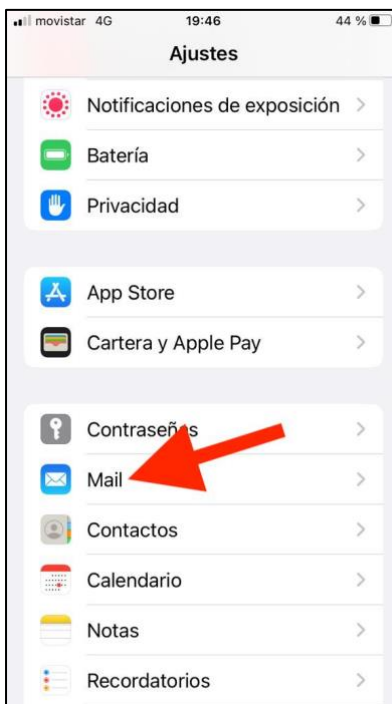 movistar 4G 19:46 44 %
Ajustes
Notificaciones de exposición
Batería
Privacidad
App Store
Cartera y Apple Pay
Contraseñas
Mail
Contactos
Calendario
Notas
Recordatorios